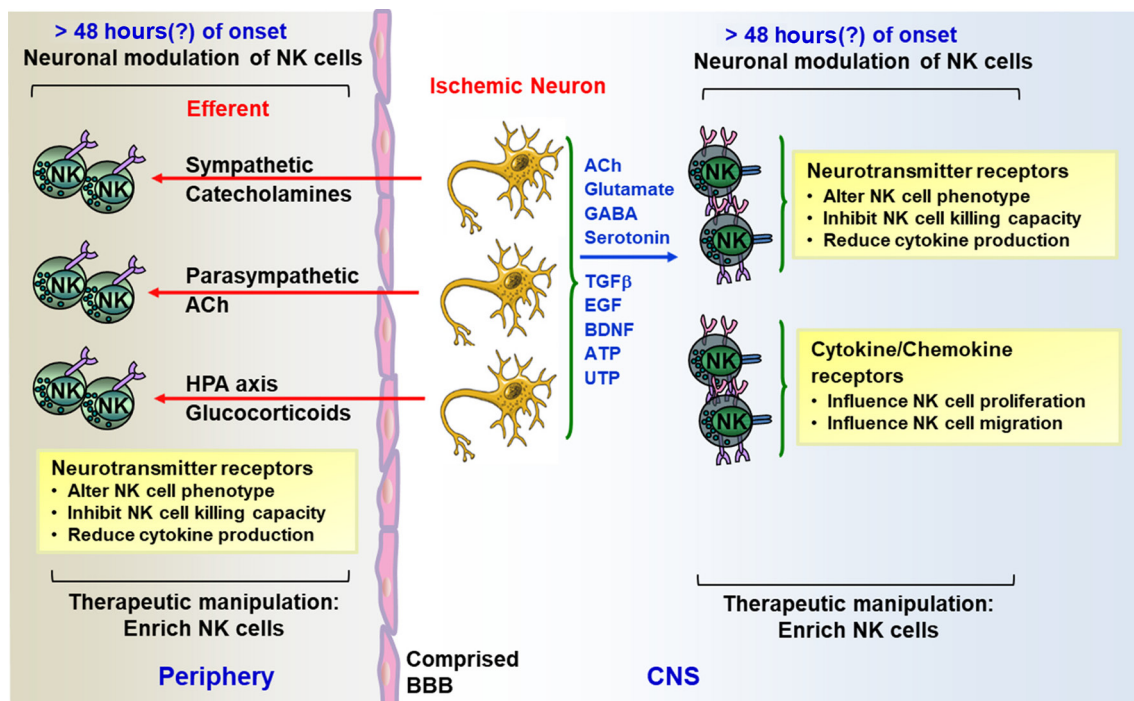 > 48 hours(?) of onset
Neuronal modulation of NK cells
Efferent
NK
NK
Sympathetic
Catecholamines
NK
NK
Parasympathetic
ACh
NK
NK
HPA axis
Glucocorticoids
Neurotransmitter receptors
• Alter NK cell phenotype
• Inhibit NK cell killing capacity
• Reduce cytokine production
Therapeutic manipulation:
Enrich NK cells
Periphery
Comprised
BBB
Ischemic Neuron
ACh
Glutamate
GABA
Serotonin
TGFβ
EGF
BDNF
ATP
UTP
> 48 hours(?) of onset
Neuronal modulation of NK cells
NK
NK
Neurotransmitter receptors
• Alter NK cell phenotype
• Inhibit NK cell killing capacity
• Reduce cytokine production
NK
NK
Cytokine/Chemokine
receptors
• Influence NK cell proliferation
• Influence NK cell migration
Therapeutic manipulation:
Enrich NK cells
CNS